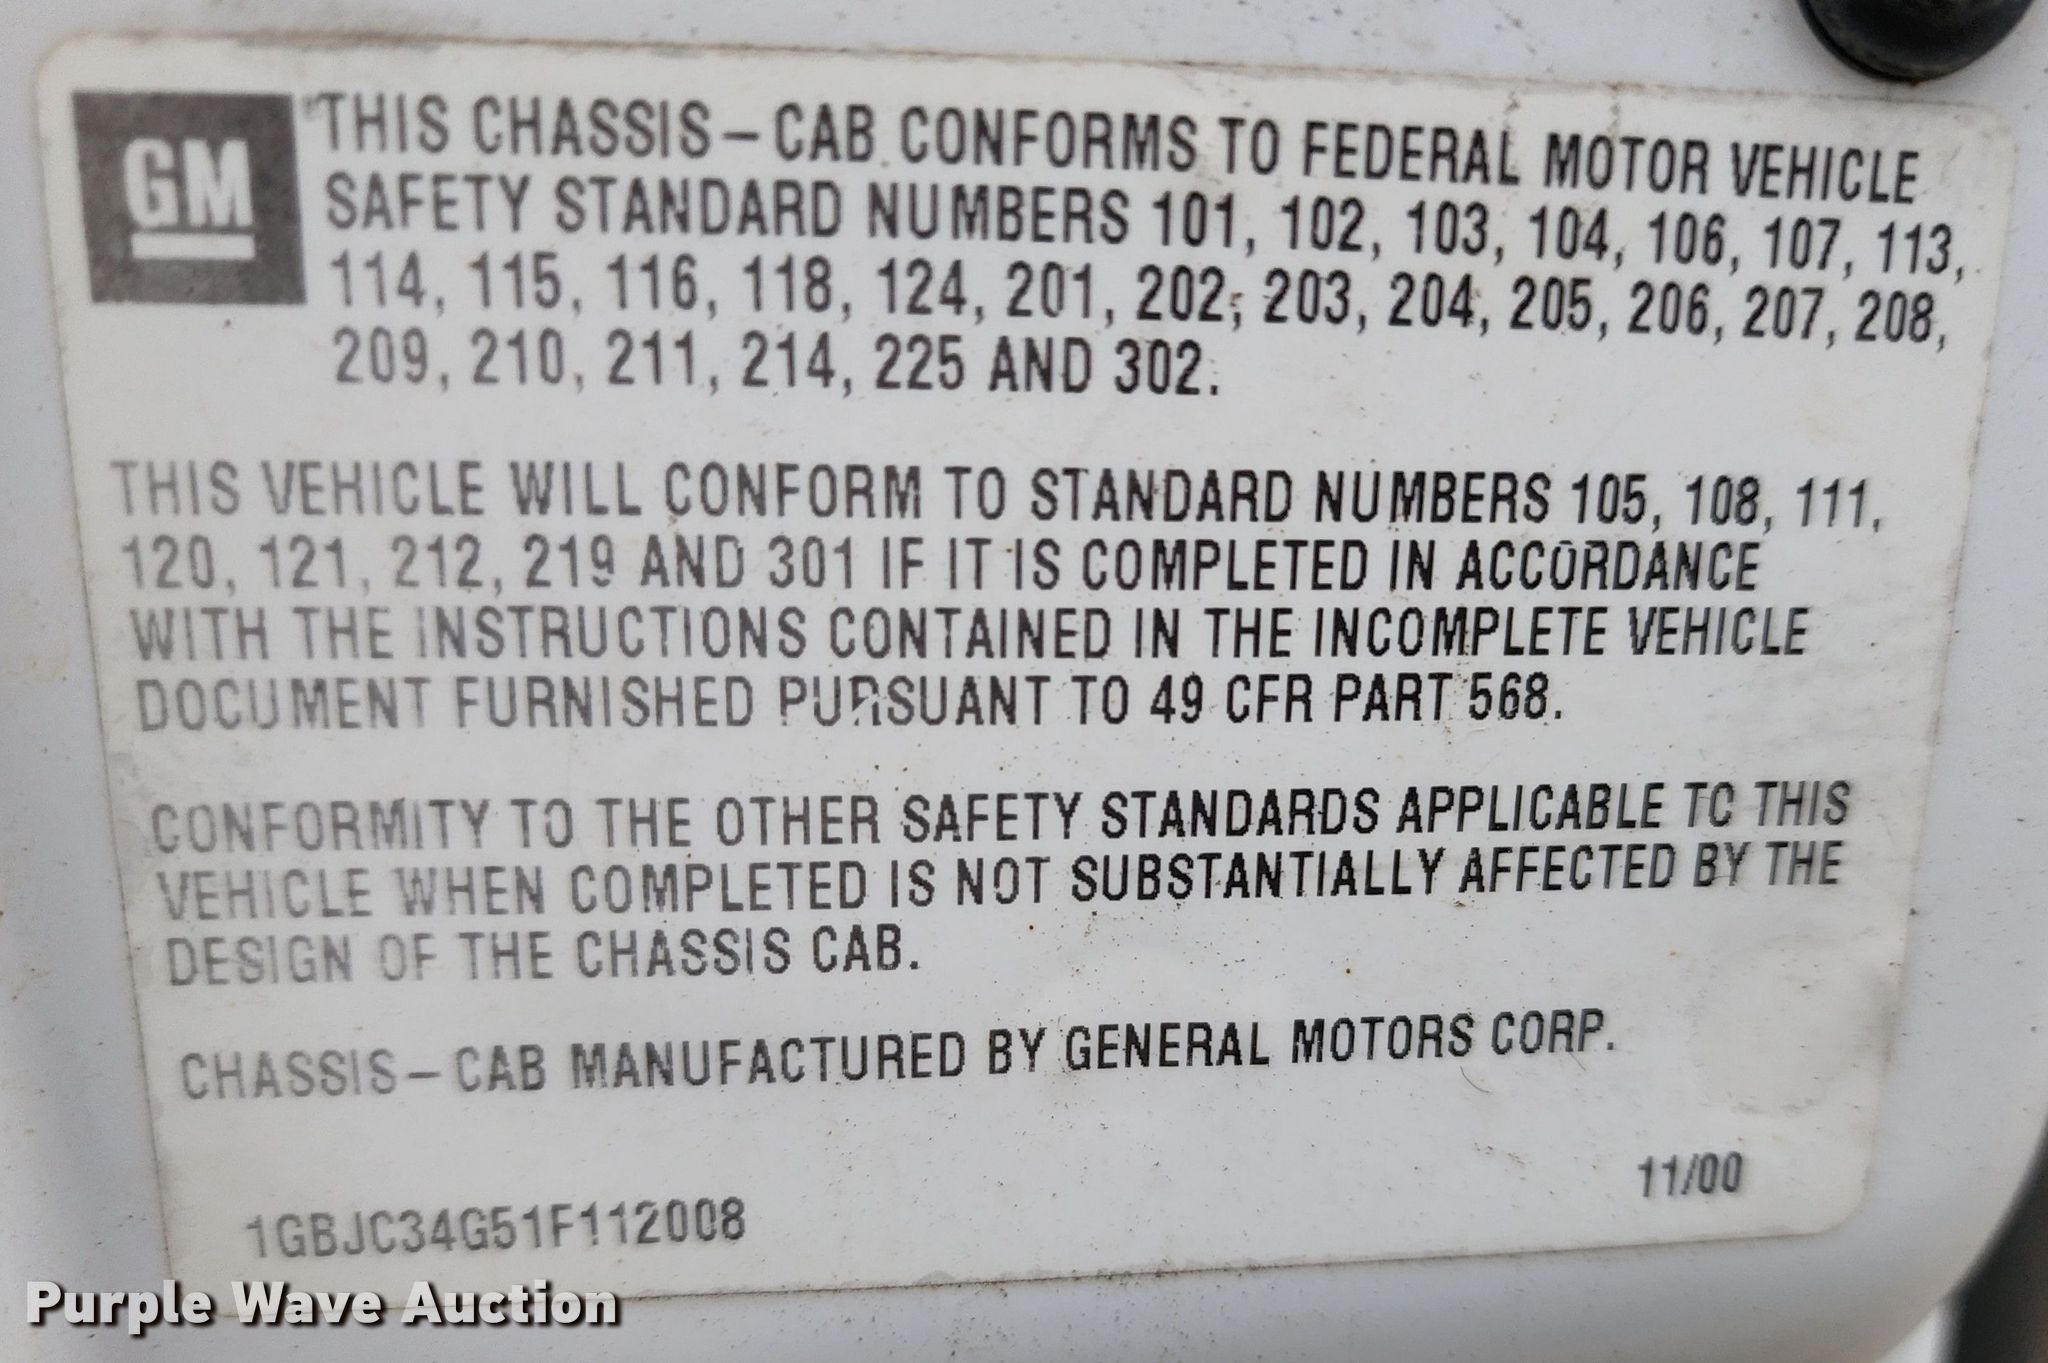 GM
THIS CHASSIS–CAB CONFORMS TO FEDERAL MOTOR VEHICLE
SAFETY STANDARD NUMBERS 101, 102, 103, 104, 106, 107, 113,
114, 115, 116, 118, 124, 201, 202, 203, 204, 205, 206, 207, 208,
209, 210, 211, 214, 225 AND 302.
THIS VEHICLE WILL CONFORM TO STANDARD NUMBERS 105, 108, 111,
120, 121, 212, 219 AND 301 IF IT IS COMPLETED IN ACCORDANCE
WITH THE INSTRUCTIONS CONTAINED IN THE INCOMPLETE VEHICLE
DOCUMENT FURNISHED PURSUANT TO 49 CFR PART 568.
CONFORMITY TO THE OTHER SAFETY STANDARDS APPLICABLE TO THIS
VEHICLE WHEN COMPLETED IS NOT SUBSTANTIALLY AFFECTED BY THE
DESIGN OF THE CHASSIS CAB.
CHASSIS–CAB MANUFACTURED BY GENERAL MOTORS CORP.
11/00
1GBJC34G51F112008
Purple Wave Auction